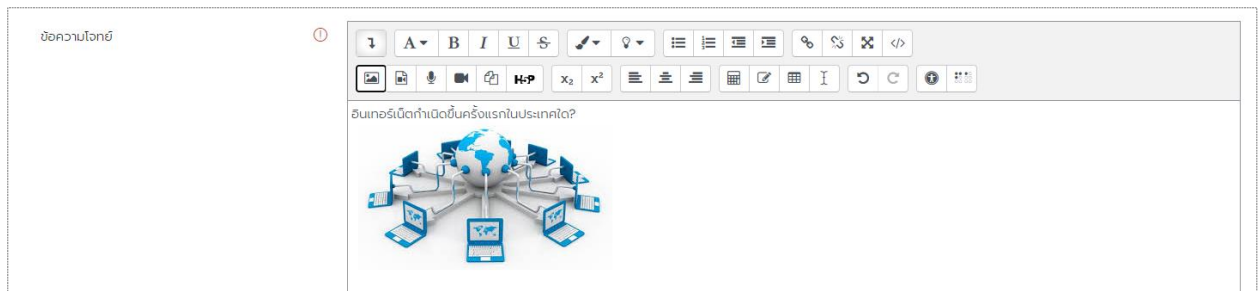 ข้อความโจทย์
A B I U S
H-P X₂ X²
อินเทอร์เน็ตกำเนิดขึ้นครั้งแรกในประเทศใด?